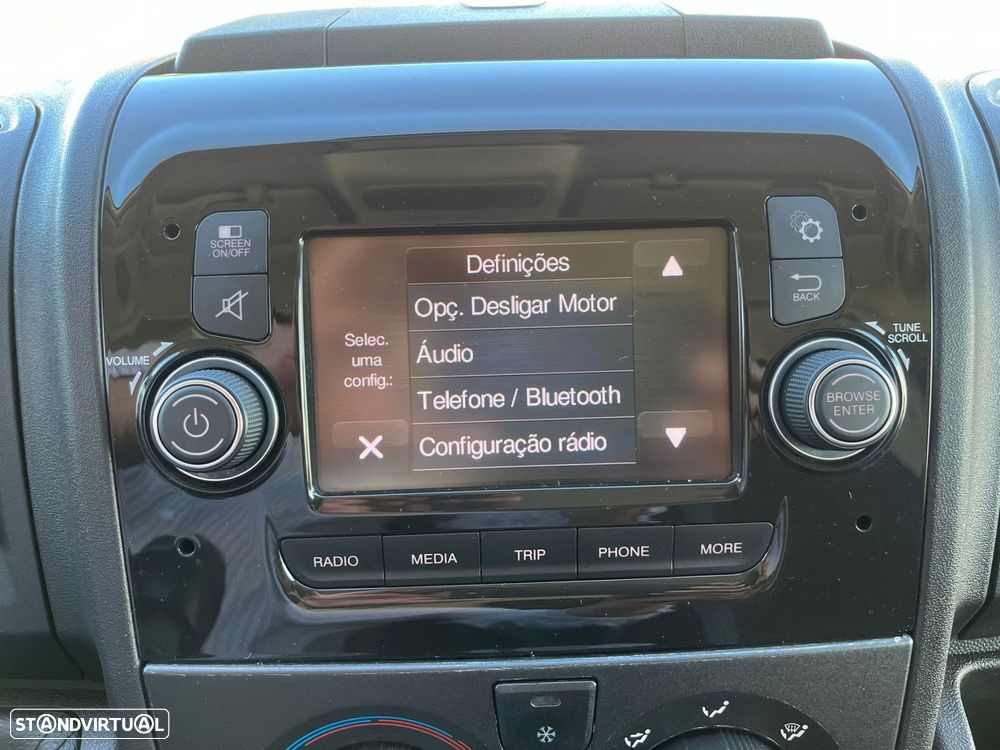 SCREEN
ON/OFF
VOLUME
Definições
Opç. Desligar Motor
Áudio
Telefone / Bluetooth
Configuração rádio
Selec.
uma
config.:
BACK
TUNE
SCROLL
BROWSE
ENTER
RADIO
MEDIA
TRIP
PHONE
MORE
STANDVIRTUAL